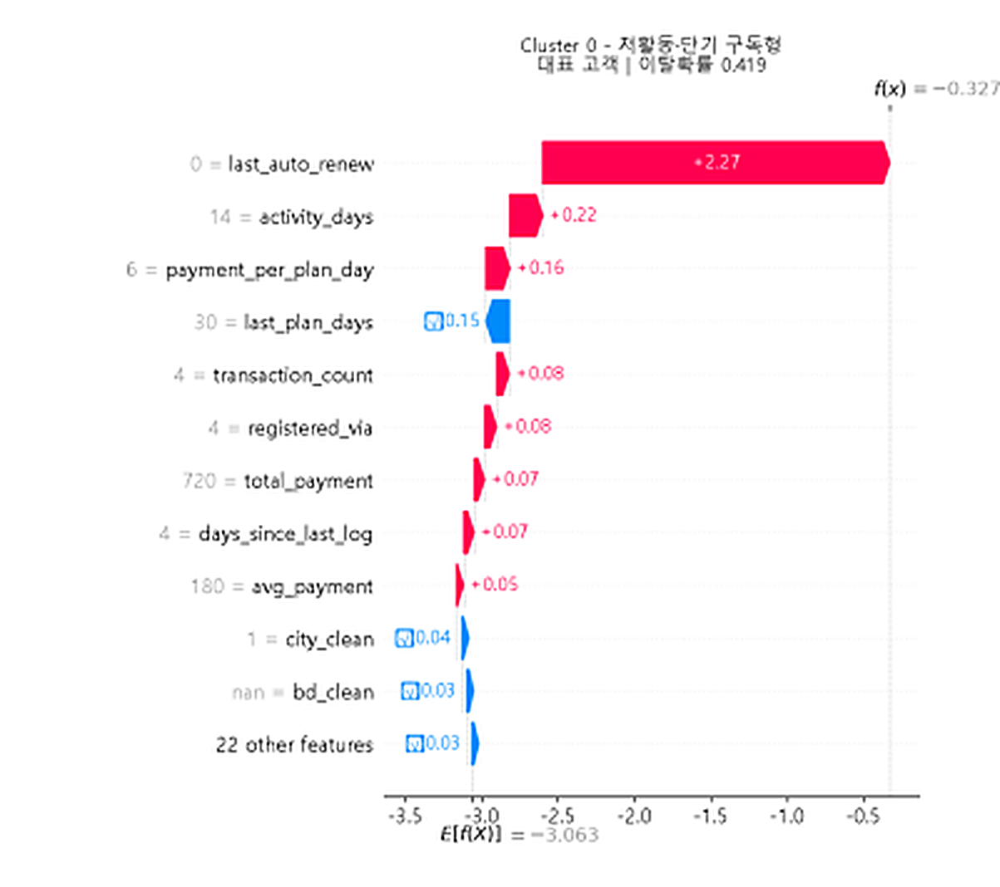 Cluster 0 - 저활동·단기 구독형
대표 고객 | 이탈확률 0.419
f(x) = −0.327
0 = last_auto_renew
+2.27
14 = activity_days
+0.22
6 = payment_per_plan_day
+0.16
30 = last_plan_days
0.15
4 = transaction_count
+0.08
4 = registered_via
+0.08
720 = total_payment
+0.07
4 = days_since_last_log
+0.07
180 = avg_payment
+0.05
1 = city_clean
0.04
nan = bd_clean
0.03
22 other features
0.03
-3.5 -3.0 -2.5 -2.0 -1.5 -1.0 -0.5
E[f(X)] = −3.063